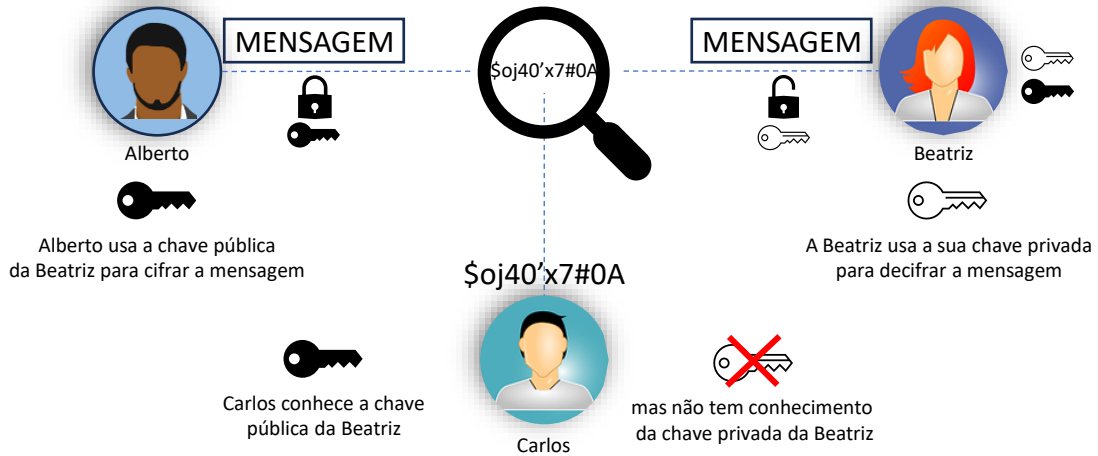 MENSAGEM
$oj40’x7#0A
MENSAGEM
Alberto
Beatriz
Alberto usa a chave pública
da Beatriz para cifrar a mensagem
A Beatriz usa a sua chave privada
para decifrar a mensagem
$oj40’x7#0A
Carlos conhece a chave
pública da Beatriz
mas não tem conhecimento
da chave privada da Beatriz
Carlos